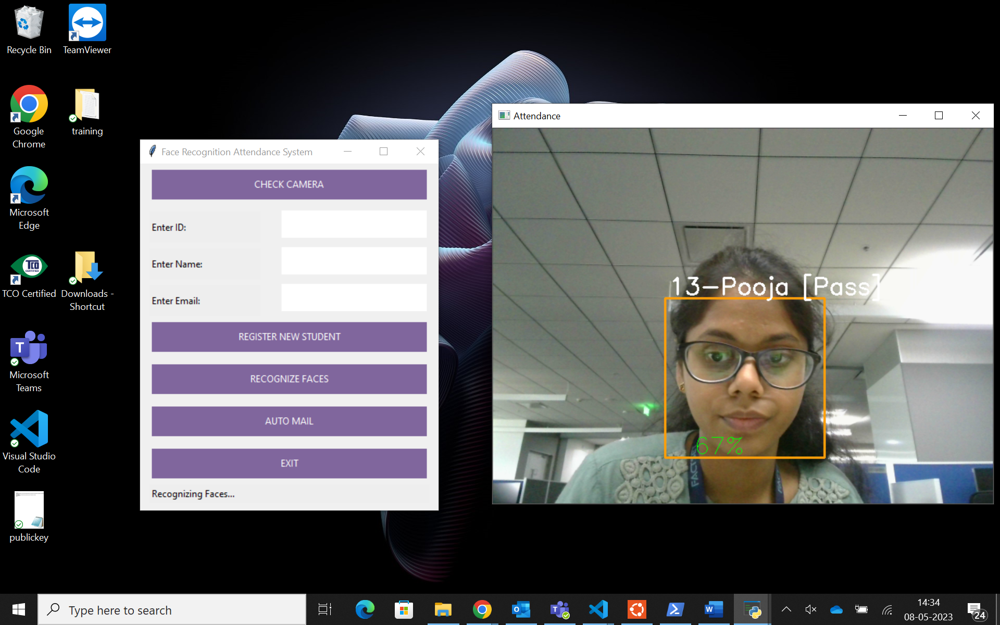 Recycle Bin
TeamViewer
Google
Chrome
training
Microsoft
Edge
TCO
CERTIFIED
TCO Certified
Downloads -
Shortcut
T
Microsoft
Teams
Visual Studio
Code
publickey
Face Recognition Attendance System
CHECK CAMERA
Enter ID:
Enter Name:
Enter Email:
REGISTER NEW STUDENT
RECOGNIZE FACES
AUTO MAIL
EXIT
Recognizing Faces...
Attendance
13-Pooja [Pass]
67%
Type here to search
14:34
08-05-2023
24